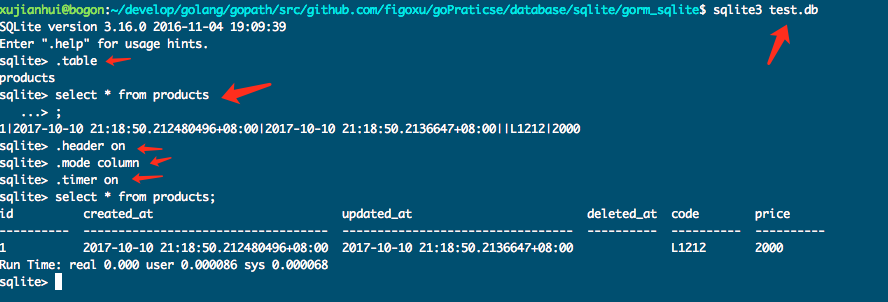 xujianhui@bogon:~/develop/golang/gopath/src/github.com/figoxu/goPraticse/database/sqlite/gorm_sqlite$ sqlite3 test.db
SQLite version 3.16.0 2016-11-04 19:09:39
Enter ".help" for usage hints.
sqlite> .table
products
sqlite> select * from products
   ...> ;
1|2017-10-10 21:18:50.212480496+08:00|2017-10-10 21:18:50.2136647+08:00||L1212|2000
sqlite> .header on
sqlite> .mode column
sqlite> .timer on
sqlite> select * from products;
id          created_at                           updated_at                         deleted_at  code        price
----------  -----------------------------------  ---------------------------------  ----------  ----------  ----------
1           2017-10-10 21:18:50.212480496+08:00  2017-10-10 21:18:50.2136647+08:00              L1212       2000
Run Time: real 0.000 user 0.000086 sys 0.000068
sqlite>